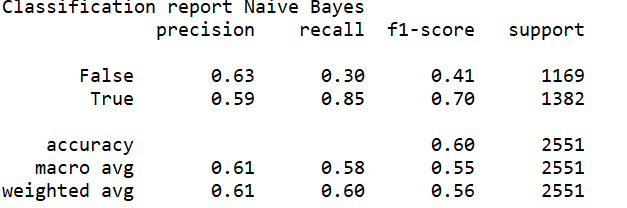 Classification report Naive Bayes
precision recall f1-score support
False 0.63 0.30 0.41 1169
True 0.59 0.85 0.70 1382
accuracy 0.60 2551
macro avg 0.61 0.58 0.55 2551
weighted avg 0.61 0.60 0.56 2551